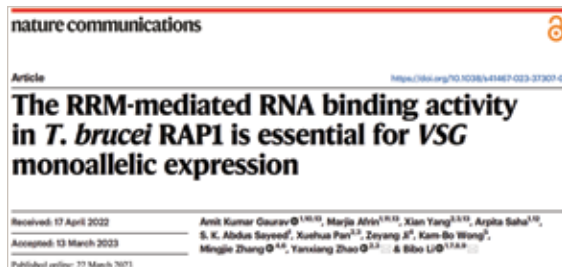 nature communications
Article
https://doi.org/10.1038/s41467-023-37307-0
The RRM-mediated RNA binding activity
in T. brucei RAP1 is essential for VSG
monoallelic expression
Received: 17 April 2022
Accepted: 13 March 2023
Published online: 22 March 2023
Amit Kumar Gaurav, Marjia Afrin, Xian Yang, Arpita Saha,
S. K. Abdus Sayeed, Xuehua Pan, Zeyang Ji, Kam-Bo Wong,
Mingjie Zhang, Yanxiang Zhao & Bibo Li